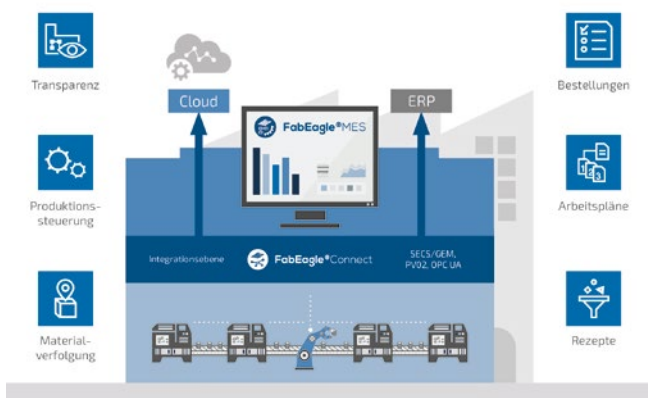 Transparenz
Cloud
ERP
Bestellungen
FabEagle®MES
Produktions-
steuerung
Arbeitspläne
Integrationsebene
FabEagle®Connect
SECS/GEM,
PV02, OPC UA
Material-
verfolgung
Rezepte